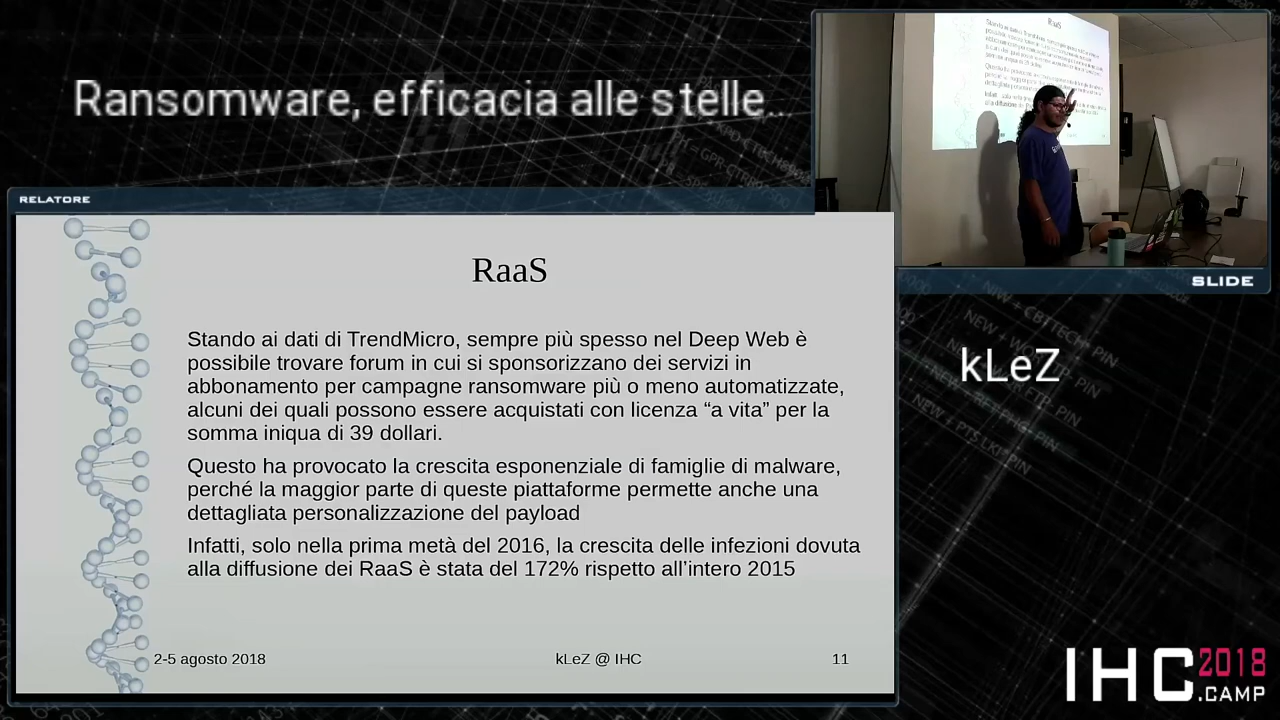 Ransomware, efficacia alle stelle...
RELATORE
RaaS
Stando ai dati di TrendMicro, sempre più spesso nel Deep Web è
possibile trovare forum in cui si sponsorizzano dei servizi in
abbonamento per campagne ransomware più o meno automatizzate,
alcuni dei quali possono essere acquistati con licenza “a vita” per la
somma iniqua di 39 dollari.
Questo ha provocato la crescita esponenziale di famiglie di malware,
perché la maggior parte di queste piattaforme permette anche una
dettagliata personalizzazione del payload
Infatti, solo nella prima metà del 2016, la crescita delle infezioni dovuta
alla diffusione dei RaaS è stata del 172% rispetto all’intero 2015
2-5 agosto 2018
kLeZ @ IHC
11
RaaS
SLIDE
kLeZ
IHC 2018
.CAMP